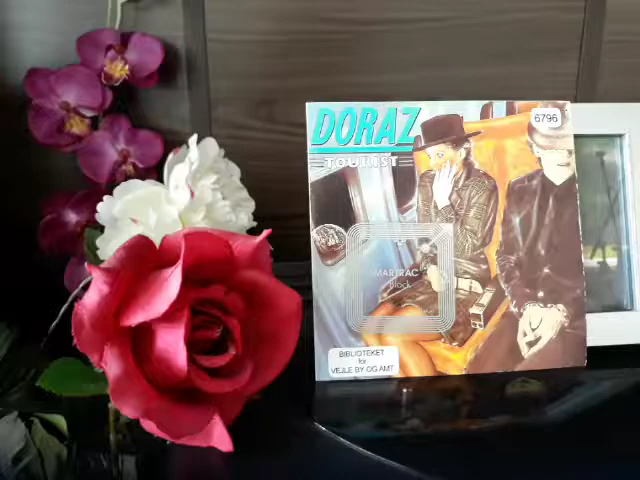 DORAZ
TOURIST
6796
MARTRAC
Block
BIBLIOTEKET
for
VEJLE BY OG AMT